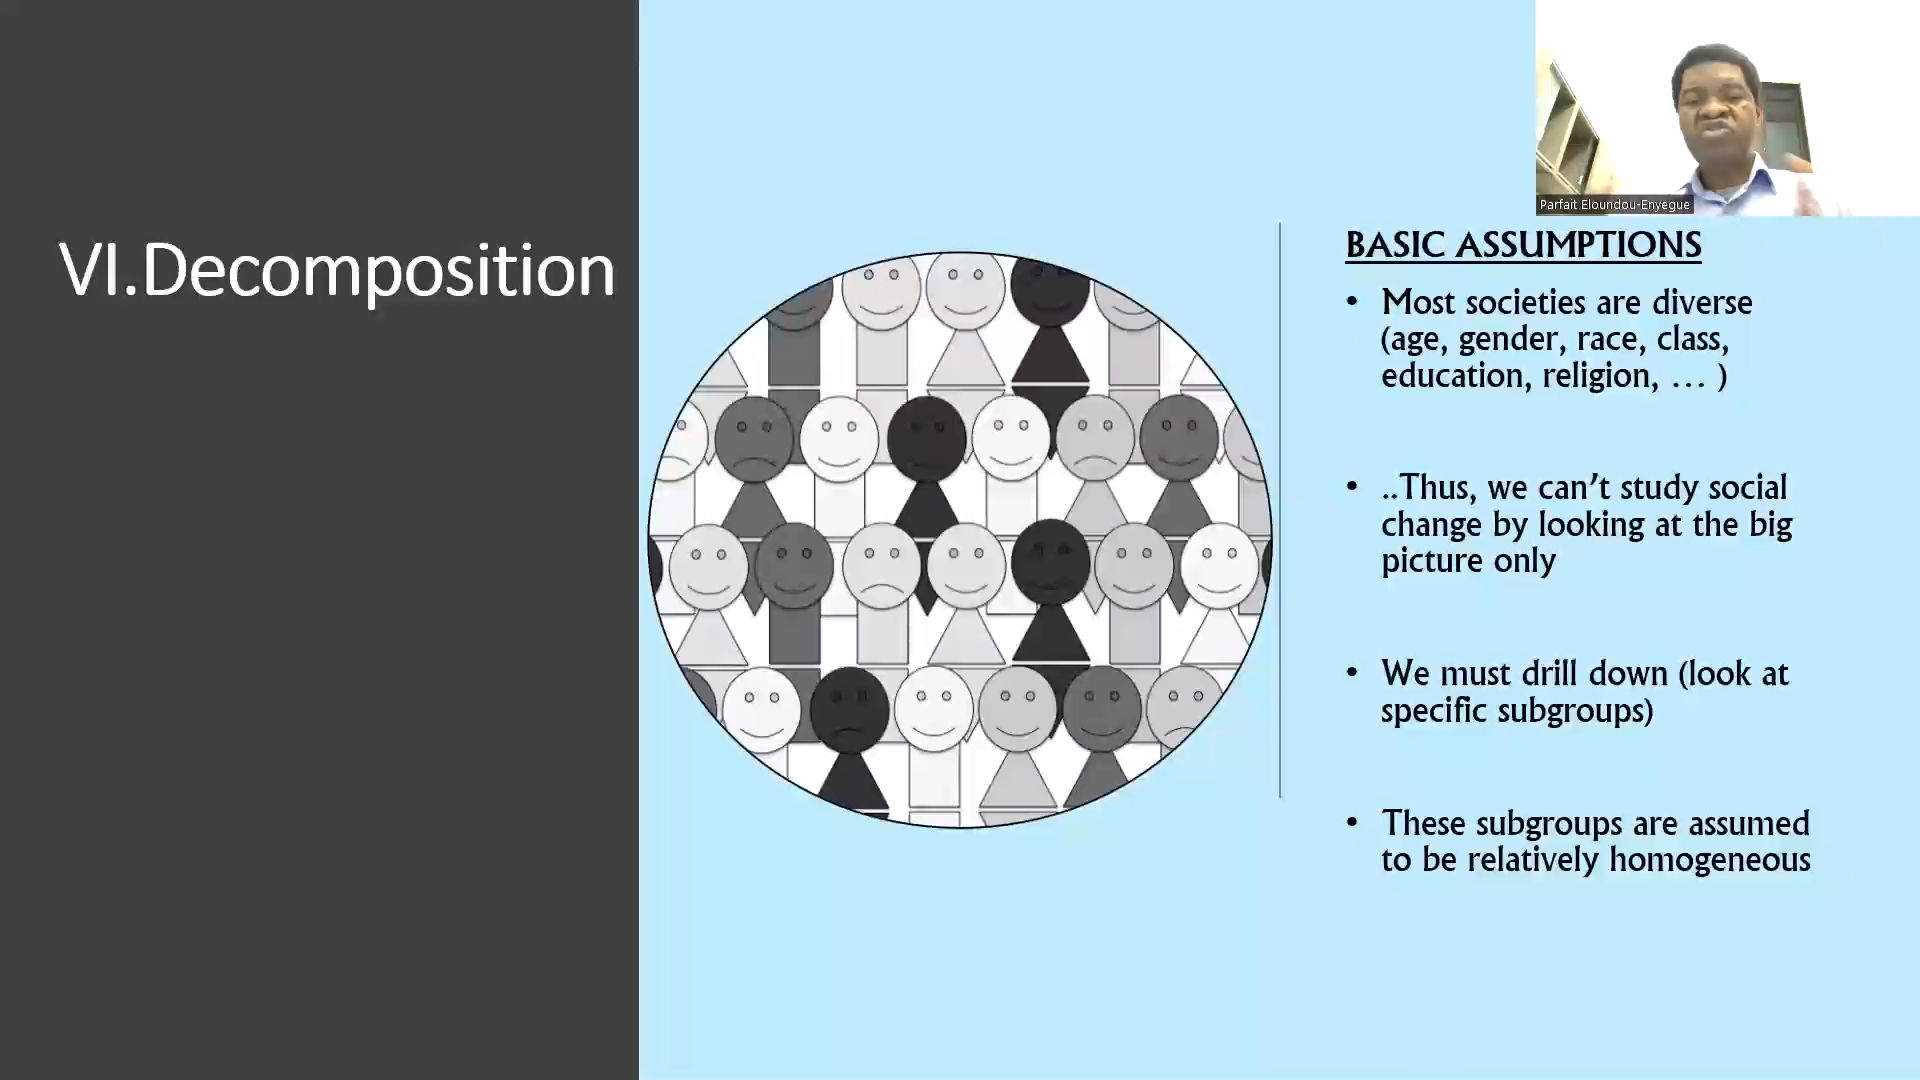 Parfait Eloundou-Enyegue
VI.Decomposition
BASIC ASSUMPTIONS
• Most societies are diverse
(age, gender, race, class,
education, religion, … )
• ..Thus, we can’t study social
change by looking at the big
picture only
• We must drill down (look at
specific subgroups)
• These subgroups are assumed
to be relatively homogeneous